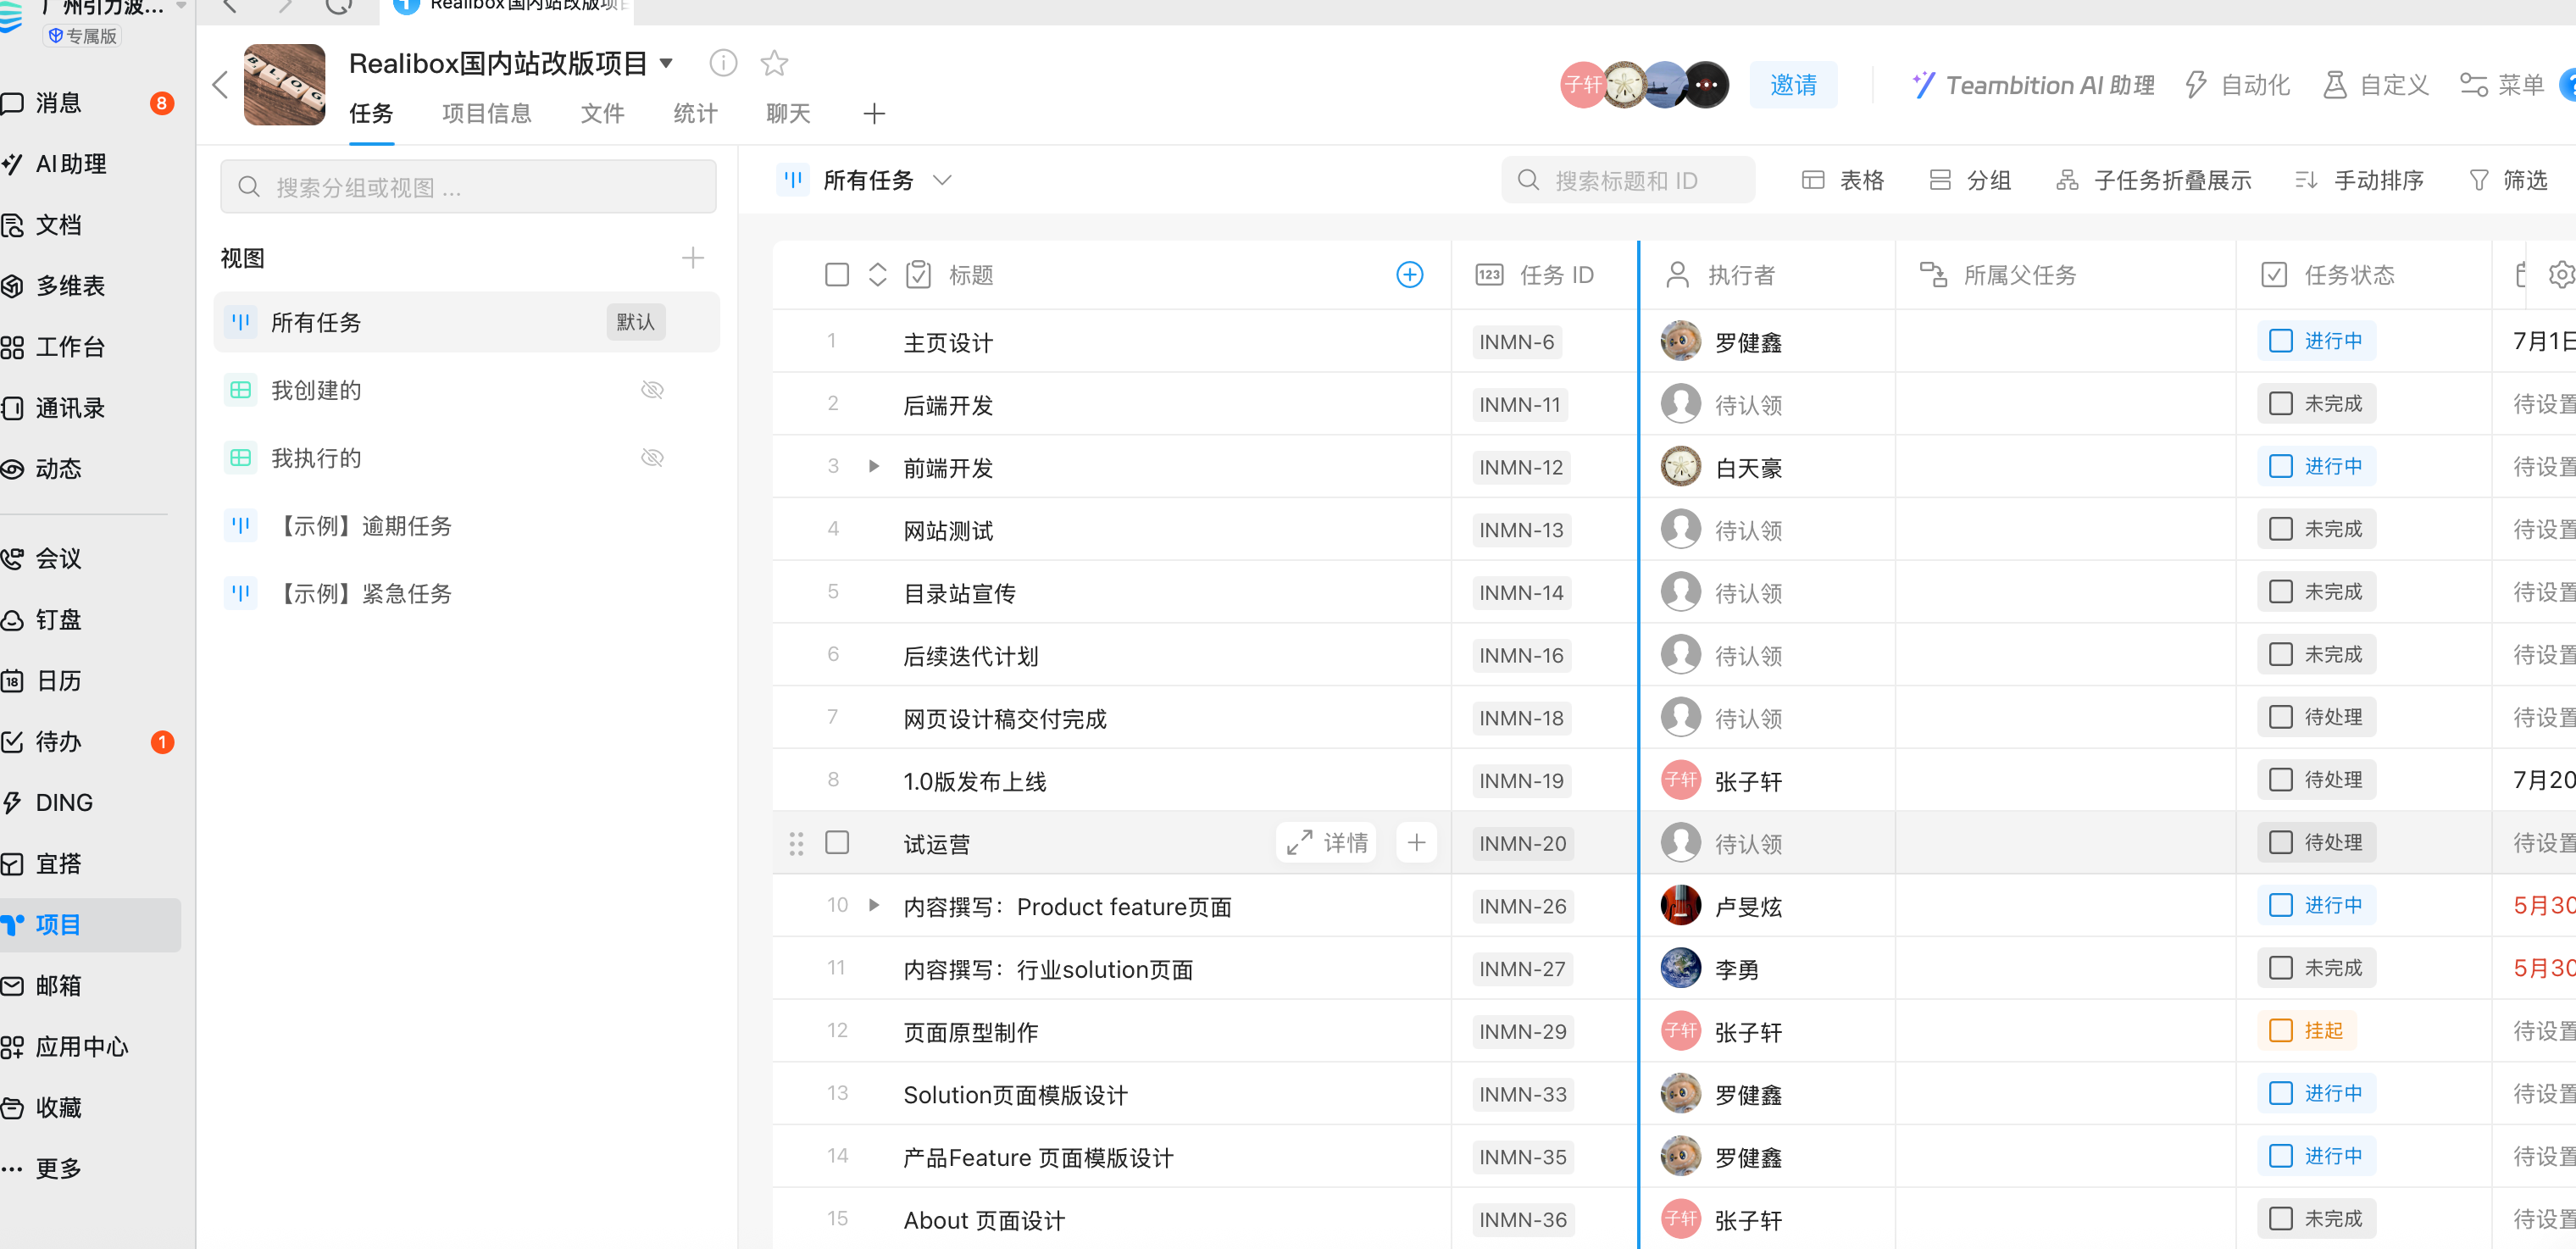 广州引力波...
专属版
消息 8
AI助理
文档
多维表
工作台
通讯录
动态
会议
钉盘
18 日历
待办 1
DING
宜搭
项目
邮箱
应用中心
收藏
更多
Realibox国内站改版项目
Realibox国内站改版项目
任务 项目信息 文件 统计 聊天
子轩 邀请 Teambition AI 助理 自动化 自定义 菜单
搜索分组或视图 ...
视图
所有任务 默认
我创建的
我执行的
【示例】逾期任务
【示例】紧急任务
所有任务 搜索标题和 ID 表格 分组 子任务折叠展示 手动排序 筛选
标题 123 任务 ID 执行者 所属父任务 任务状态
1 主页设计 INMN-6 罗健鑫 进行中 7月1日
2 后端开发 INMN-11 待认领 未完成 待设置
3 前端开发 INMN-12 白天豪 进行中 待设置
4 网站测试 INMN-13 待认领 未完成 待设置
5 目录站宣传 INMN-14 待认领 未完成 待设置
6 后续迭代计划 INMN-16 待认领 未完成 待设置
7 网页设计稿交付完成 INMN-18 待认领 待处理 待设置
8 1.0版发布上线 INMN-19 子轩 张子轩 待处理 7月20
试运营 详情 INMN-20 待认领 待处理 待设置
10 内容撰写：Product feature页面 INMN-26 卢旻炫 进行中 5月30
11 内容撰写：行业solution页面 INMN-27 李勇 未完成 5月30
12 页面原型制作 INMN-29 子轩 张子轩 挂起 待设置
13 Solution页面模版设计 INMN-33 罗健鑫 进行中 待设置
14 产品Feature 页面模版设计 INMN-35 罗健鑫 进行中 待设置
15 About 页面设计 INMN-36 子轩 张子轩 未完成 待设置